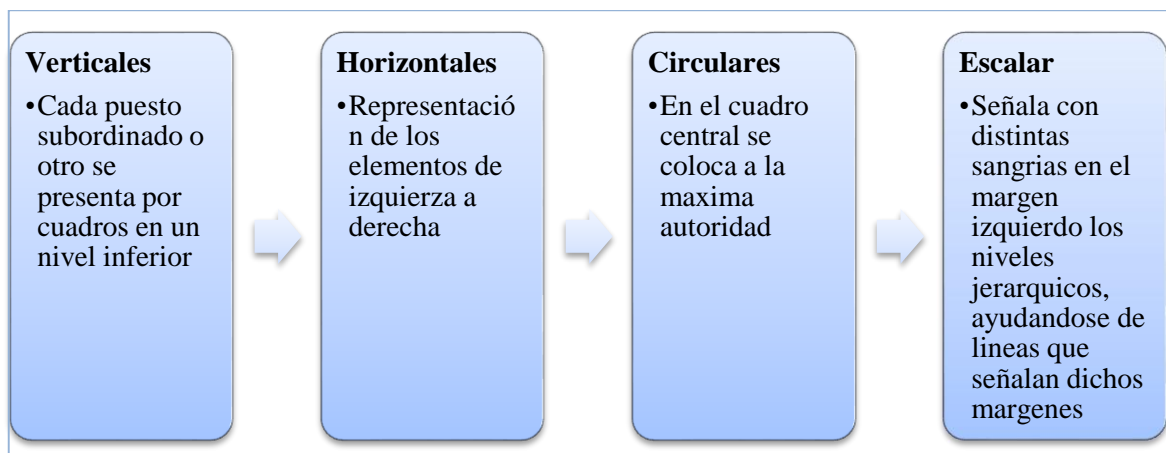 Verticales
•Cada puesto
subordinado o
otro se
presenta por
cuadros en un
nivel inferior
Horizontales
•Representació
n de los
elementos de
izquierza a
derecha
Circulares
•En el cuadro
central se
coloca a la
maxima
autoridad
Escalar
•Señala con
distintas
sangrias en el
margen
izquierdo los
niveles
jerarquicos,
ayudandose de
lineas que
señalan dichos
margenes